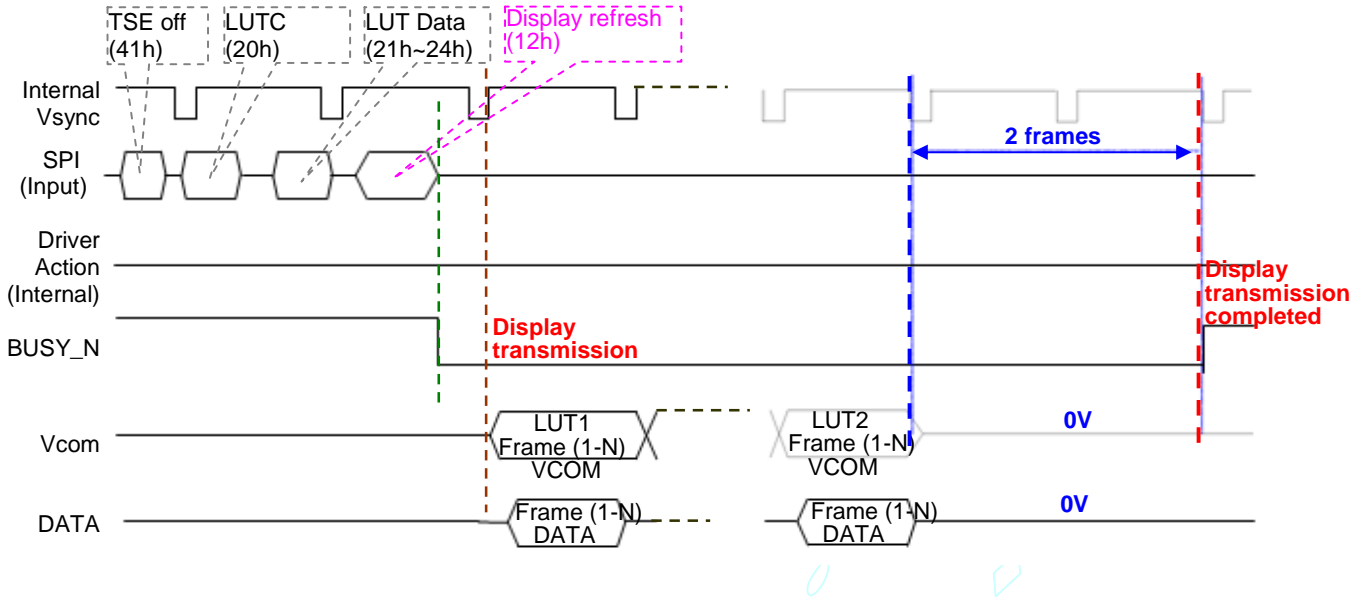 TSE off
(41h)
LUTC
(20h)
LUT Data
(21h~24h)
Display refresh
(12h)
Internal
Vsync
2 frames
SPI
(Input)
Driver
Action
(Internal)
Display
transmission
completed
BUSY_N
Display
transmission
Vcom
LUT1
Frame (1-N)
VCOM
LUT2
Frame (1-N)
VCOM
0V
DATA
Frame (1-N)
DATA
Frame (1-N)
DATA
0V